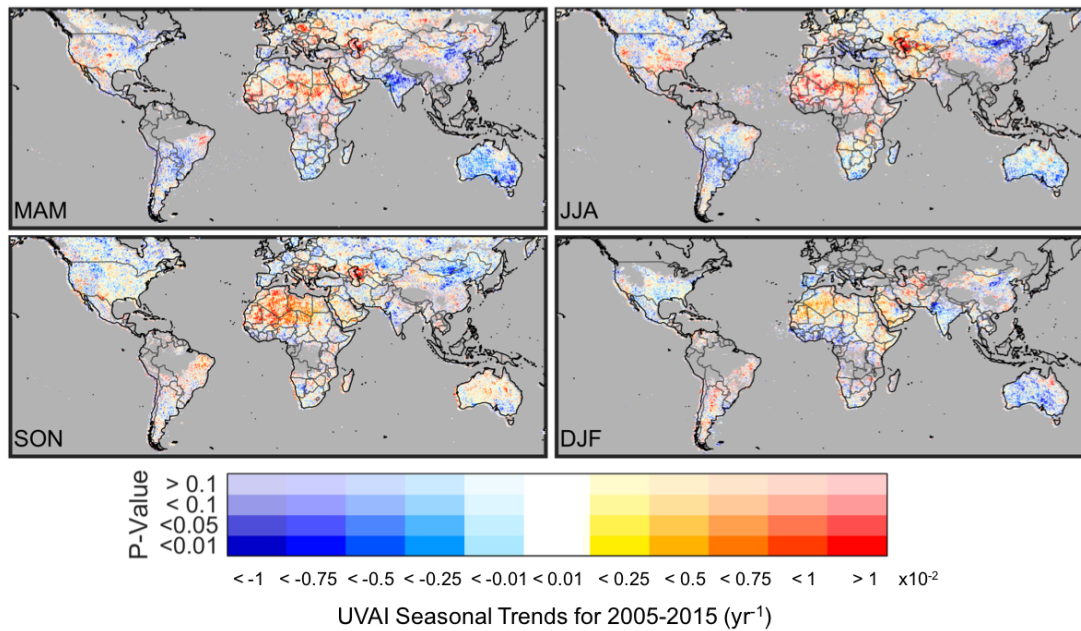 MAM
JJA
SON
DJF
P-Value
> 0.1
< 0.1
<0.05
<0.01
< -1 < -0.75 < -0.5 < -0.25 < -0.01 < 0.01 < 0.25 < 0.5 < 0.75 < 1 > 1 x10⁻²
UVAI Seasonal Trends for 2005-2015 (yr⁻¹)